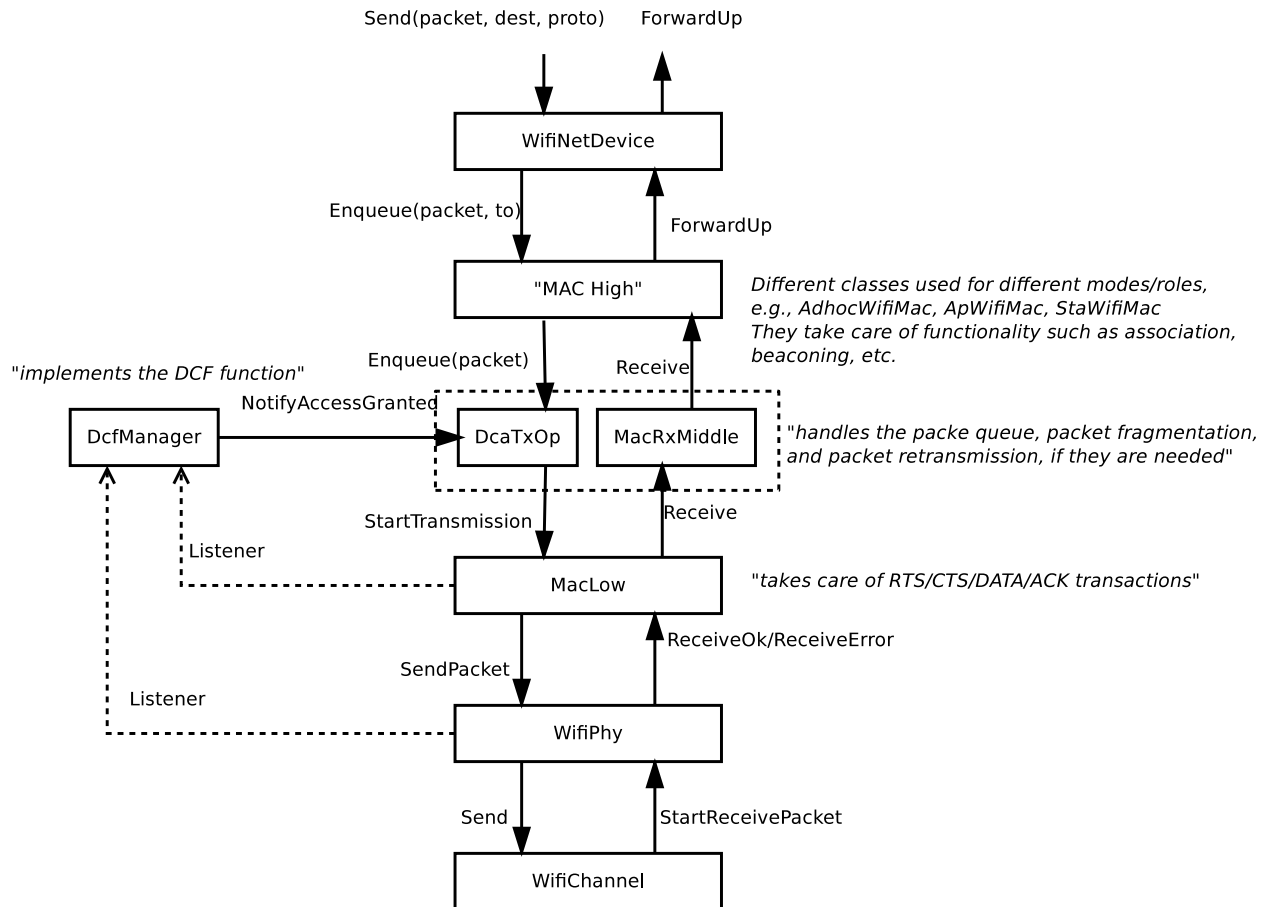 Send(packet, dest, proto)
ForwardUp
WifiNetDevice
Enqueue(packet, to)
ForwardUp
"MAC High"
Different classes used for different modes/roles,
e.g., AdhocWifiMac, ApWifiMac, StaWifiMac
They take care of functionality such as association,
beaconing, etc.
Enqueue(packet)
Receive
"implements the DCF function"
NotifyAccessGranted
DcfManager
DcaTxOp
MacRxMiddle
"handles the packe queue, packet fragmentation,
and packet retransmission, if they are needed"
StartTransmission
Receive
Listener
MacLow
"takes care of RTS/CTS/DATA/ACK transactions"
ReceiveOk/ReceiveError
SendPacket
Listener
WifiPhy
Send
StartReceivePacket
WifiChannel